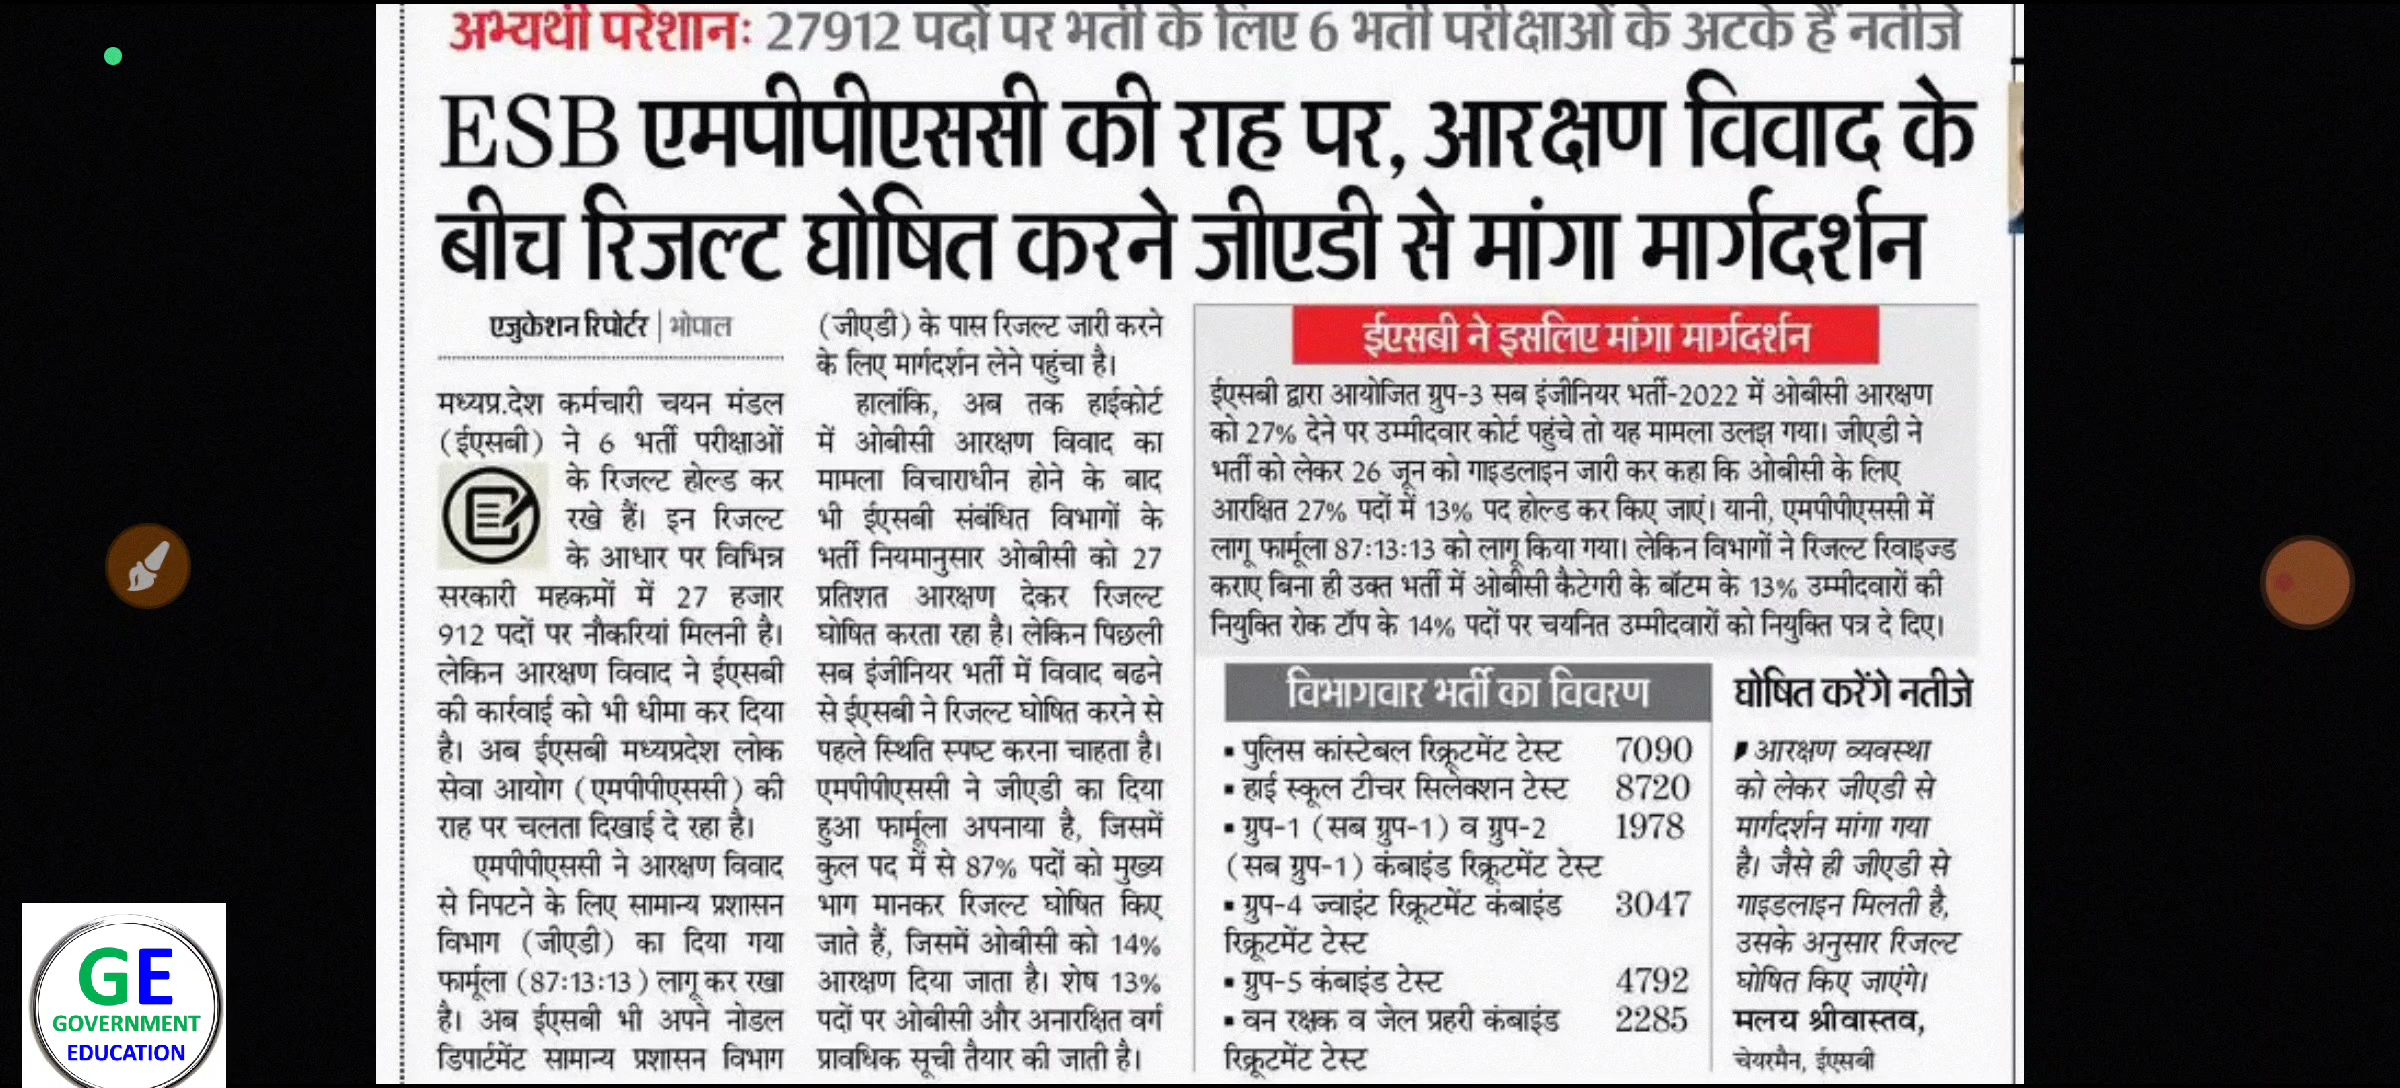 अभ्यर्थी परेशान: 27912 पदों पर भर्ती के लिए 6 भर्ती परीक्षाओं के अटके हैं नतीजे
ESB एमपीपीएससी की राह पर, आरक्षण विवाद के
बीच रिजल्ट घोषित करने जीएडी से मांगा मार्गदर्शन
एजुकेशन रिपोर्टर | भोपाल
मध्यप्र.देश कर्मचारी चयन मंडल
(ईएसबी) ने 6 भर्ती परीक्षाओं
के रिजल्ट होल्ड कर
रखे हैं। इन रिजल्ट
के आधार पर विभिन्न
सरकारी महकमों में 27 हजार
912 पदों पर नौकरियां मिलनी है।
लेकिन आरक्षण विवाद ने ईएसबी
की कार्रवाई को भी धीमा कर दिया
है। अब ईएसबी मध्यप्रदेश लोक
सेवा आयोग (एमपीपीएससी) की
राह पर चलता दिखाई दे रहा है।
एमपीपीएससी ने आरक्षण विवाद
से निपटने के लिए सामान्य प्रशासन
विभाग (जीएडी) का दिया गया
फार्मूला (87:13:13) लागू कर रखा
है। अब ईएसबी भी अपने नोडल
डिपार्टमेंट सामान्य प्रशासन विभाग
(जीएडी) के पास रिजल्ट जारी करने
के लिए मार्गदर्शन लेने पहुंचा है।
हालांकि, अब तक हाईकोर्ट
में ओबीसी आरक्षण विवाद का
मामला विचाराधीन होने के बाद
भी ईएसबी संबंधित विभागों के
भर्ती नियमानुसार ओबीसी को 27
प्रतिशत आरक्षण देकर रिजल्ट
घोषित करता रहा है। लेकिन पिछली
सब इंजीनियर भर्ती में विवाद बढने
से ईएसबी ने रिजल्ट घोषित करने से
पहले स्थिति स्पष्ट करना चाहता है।
एमपीपीएससी ने जीएडी का दिया
हुआ फार्मूला अपनाया है, जिसमें
कुल पद में से 87% पदों को मुख्य
भाग मानकर रिजल्ट घोषित किए
जाते हैं, जिसमें ओबीसी को 14%
आरक्षण दिया जाता है। शेष 13%
पदों पर ओबीसी और अनारक्षित वर्ग
प्रावधिक सूची तैयार की जाती है।
ईएसबी ने इसलिए मांगा मार्गदर्शन
ईएसबी द्वारा आयोजित ग्रुप-3 सब इंजीनियर भर्ती-2022 में ओबीसी आरक्षण
को 27% देने पर उम्मीदवार कोर्ट पहुंचे तो यह मामला उलझ गया। जीएडी ने
भर्ती को लेकर 26 जून को गाइडलाइन जारी कर कहा कि ओबीसी के लिए
आरक्षित 27% पदों में 13% पद होल्ड कर किए जाएं। यानी, एमपीपीएससी में
लागू फार्मूला 87:13:13 को लागू किया गया। लेकिन विभागों ने रिजल्ट रिवाइज्ड
कराए बिना ही उक्त भर्ती में ओबीसी कैटेगरी के बॉटम के 13% उम्मीदवारों की
नियुक्ति रोक टॉप के 14% पदों पर चयनित उम्मीदवारों को नियुक्ति पत्र दे दिए।
विभागवार भर्ती का विवरण
▪ पुलिस कांस्टेबल रिक्रूटमेंट टेस्ट 7090
▪ हाई स्कूल टीचर सिलेक्शन टेस्ट 8720
▪ ग्रुप-1 (सब ग्रुप-1) व ग्रुप-2 1978
(सब ग्रुप-1) कंबाइंड रिक्रूटमेंट टेस्ट
▪ ग्रुप-4 ज्वाइंट रिक्रूटमेंट कंबाइंड 3047
रिक्रूटमेंट टेस्ट
▪ ग्रुप-5 कंबाइंड टेस्ट 4792
▪ वन रक्षक व जेल प्रहरी कंबाइंड 2285
रिक्रूटमेंट टेस्ट
घोषित करेंगे नतीजे
आरक्षण व्यवस्था
को लेकर जीएडी से
मार्गदर्शन मांगा गया
है। जैसे ही जीएडी से
गाइडलाइन मिलती है,
उसके अनुसार रिजल्ट
घोषित किए जाएंगे।
मलय श्रीवास्तव,
चेयरमैन, ईएसबी
GE
GOVERNMENT
EDUCATION